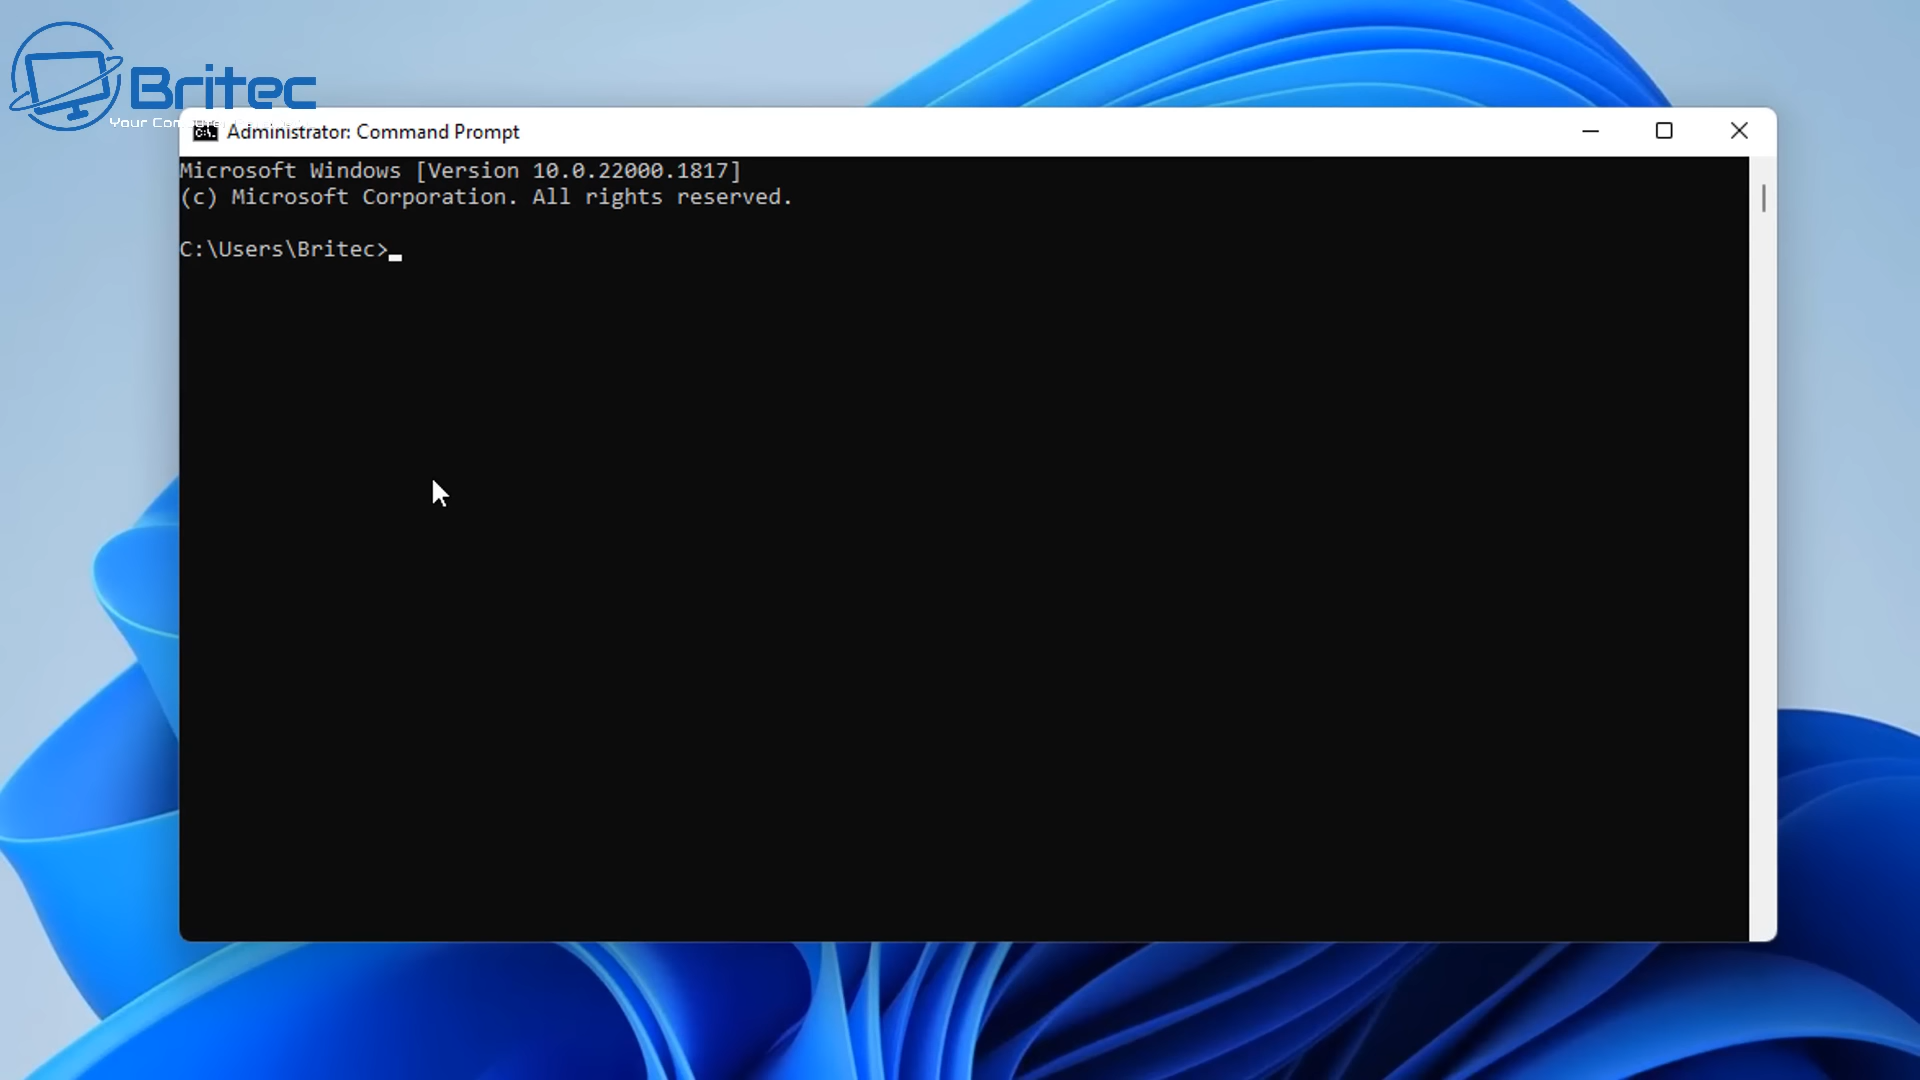 Britec
Your Com
Administrator: Command Prompt
Microsoft Windows [Version 10.0.22000.1817]
(c) Microsoft Corporation. All rights reserved.
C:\Users\Britec>